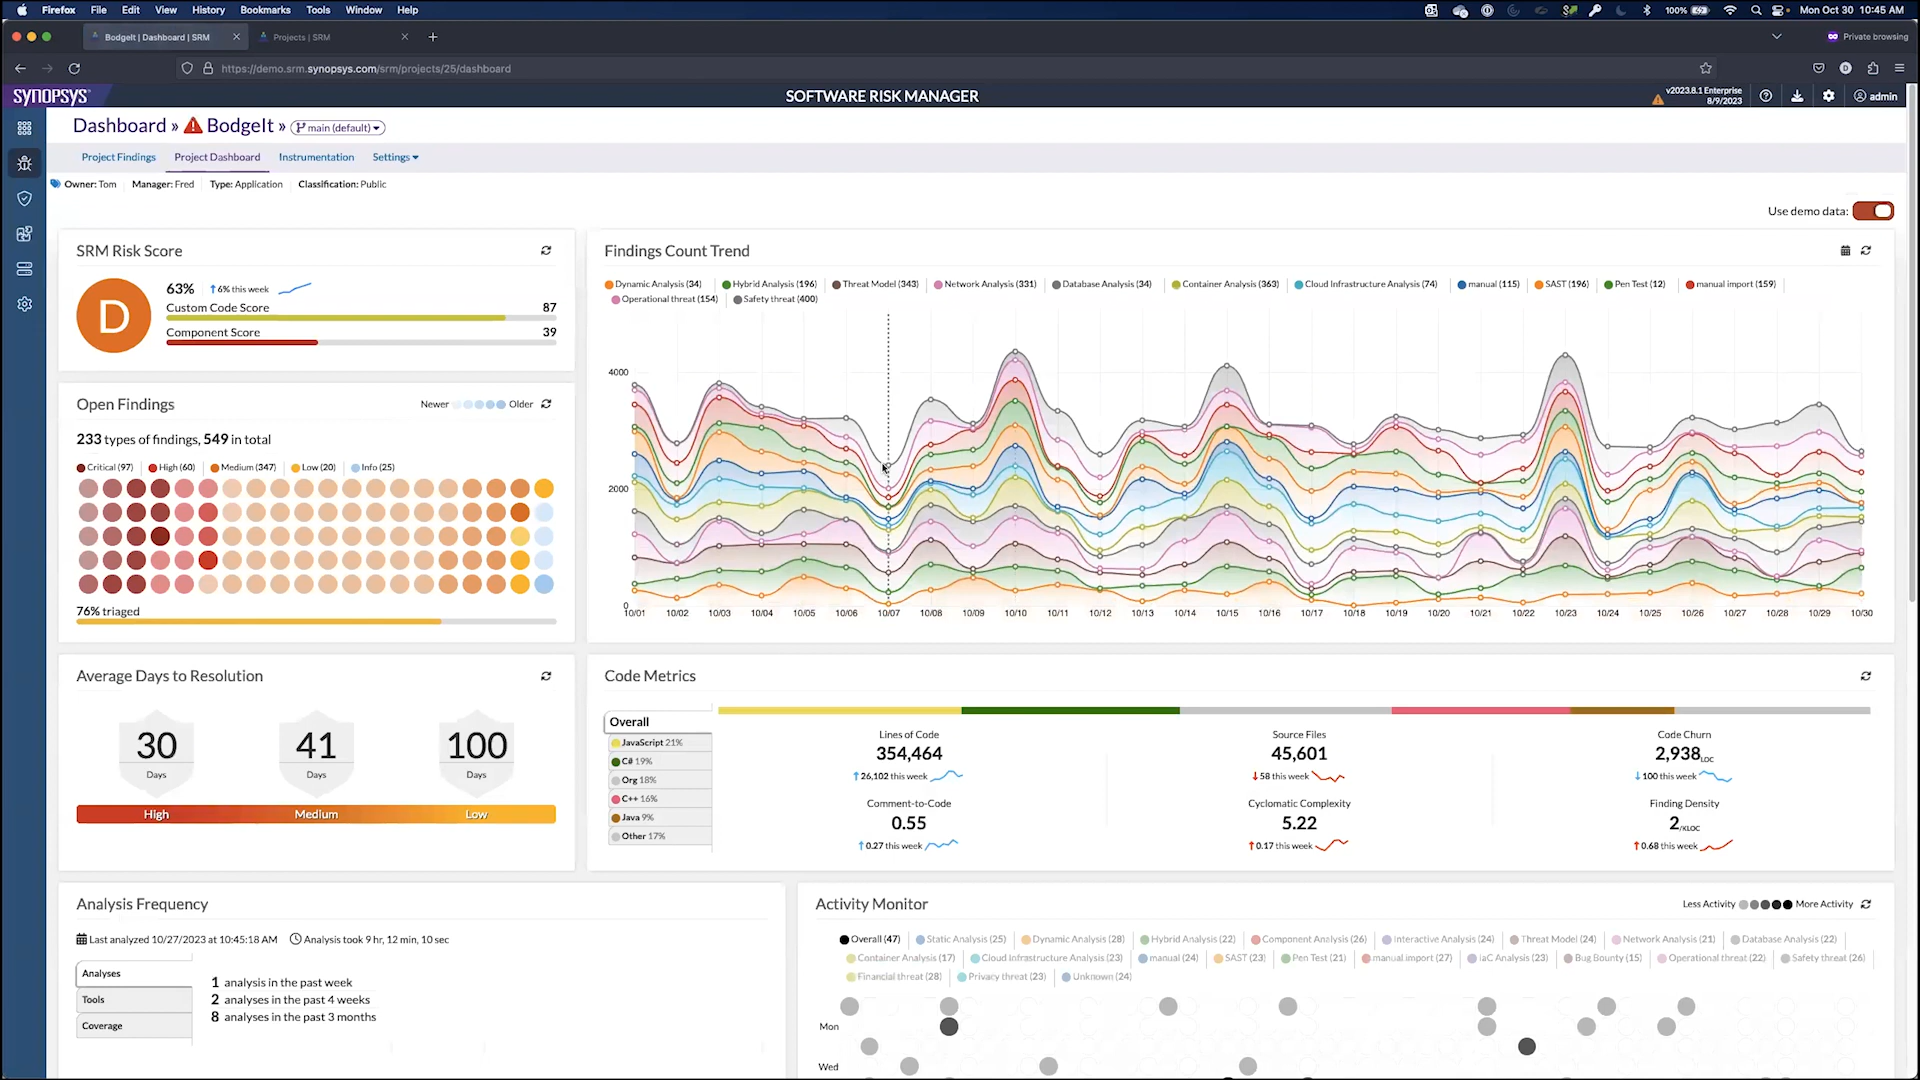 Firefox File Edit View History Bookmarks Tools Window Help 100% Mon Oct 30 10:45 AM
BodgeIt | Dashboard | SRM Projects | SRM Private browsing
https://demo.srm.synopsys.com/srm/projects/25/dashboard
SYNOPSYS SOFTWARE RISK MANAGER v2023.8.1 Enterprise 8/9/2023 admin
Dashboard » BodgeIt » main (default)
Project Findings Project Dashboard Instrumentation Settings
Owner: Tom Manager: Fred Type: Application Classification: Public
Use demo data:
SRM Risk Score
D
63% 6% this week
Custom Code Score 87
Component Score 39
Findings Count Trend
Dynamic Analysis (34) Hybrid Analysis (196) Threat Model (343) Network Analysis (331) Database Analysis (34) Container Analysis (363) Cloud Infrastructure Analysis (74) manual (115) SAST (196) Pen Test (12) manual import (159)
Operational threat (154) Safety threat (400)
4000
2000
0
10/01 10/02 10/03 10/04 10/05 10/06 10/07 10/08 10/09 10/10 10/11 10/12 10/13 10/14 10/15 10/16 10/17 10/18 10/19 10/20 10/21 10/22 10/23 10/24 10/25 10/26 10/27 10/28 10/29 10/30
Open Findings Newer Older
233 types of findings, 549 in total
Critical (97) High (60) Medium (347) Low (20) Info (25)
76% triaged
Average Days to Resolution
30 41 100
Days Days Days
High Medium Low
Code Metrics
Overall
JavaScript 21%
C# 19%
Org 18%
C++ 16%
Java 9%
Other 17%
Lines of Code Source Files Code Churn
354,464 45,601 2,938 LOC
26,102 this week 58 this week 100 this week
Comment-to-Code Cyclomatic Complexity Finding Density
0.55 5.22 2 /KLOC
0.27 this week 0.17 this week 0.68 this week
Analysis Frequency
Last analyzed 10/27/2023 at 10:45:18 AM Analysis took 9 hr, 12 min, 10 sec
Analyses
Tools
Coverage
1 analysis in the past week
2 analyses in the past 4 weeks
8 analyses in the past 3 months
Activity Monitor Less Activity More Activity
Overall (47) Static Analysis (25) Dynamic Analysis (28) Hybrid Analysis (22) Component Analysis (26) Interactive Analysis (24) Threat Model (24) Network Analysis (21) Database Analysis (22)
Container Analysis (17) Cloud Infrastructure Analysis (23) manual (24) SAST (23) Pen Test (21) manual import (27) IaC Analysis (23) Bug Bounty (15) Operational threat (22) Safety threat (26)
Financial threat (28) Privacy threat (23) Unknown (24)
Mon
Wed